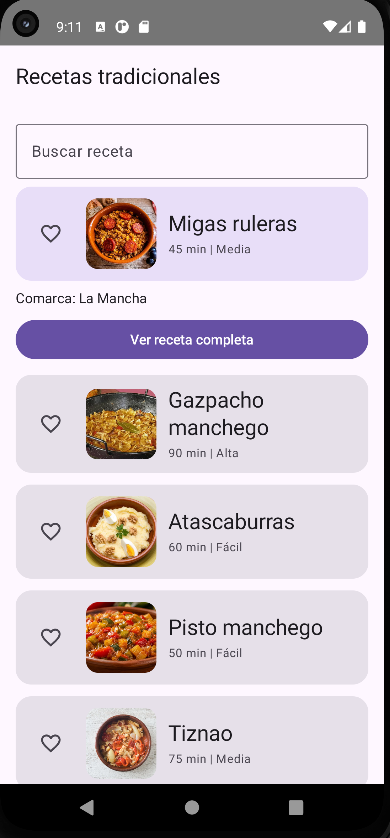 9:11
Recetas tradicionales
Buscar receta
Migas ruleras
45 min | Media
Comarca: La Mancha
Ver receta completa
Gazpacho
manchego
90 min | Alta
Atascaburras
60 min | Fácil
Pisto manchego
50 min | Fácil
Tiznao
75 min | Media